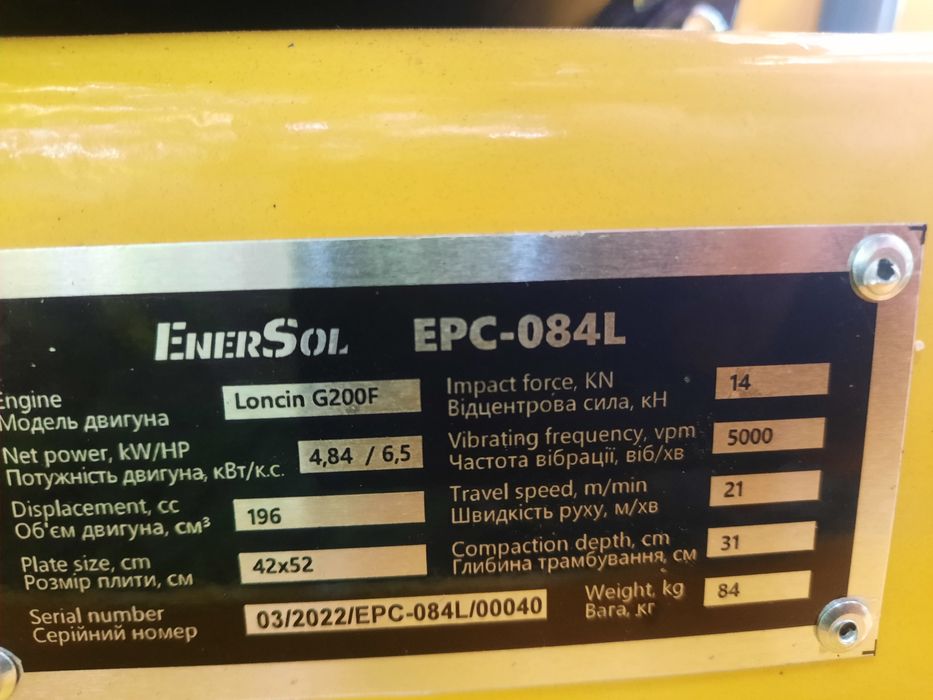 ENERSOL EPC-084L
Engine
Модель двигуна
Loncin G200F
Net power, kW/HP
Потужність двигуна, кВт/к.с.
4,84 / 6,5
Displacement, cc
Об'єм двигуна, см³
196
Plate size, cm
Розмір плити, см
42x52
Serial number
Серійний номер
03/2022/EPC-084L/00040
Impact force, KN
Відцентрова сила, кН
14
Vibrating frequency, vpm
Частота вібрації, віб/хв
5000
Travel speed, m/min
Швидкість руху, м/хв
21
Compaction depth, cm
Глибина трамбування, см
31
Weight, kg
Вага, кг
84